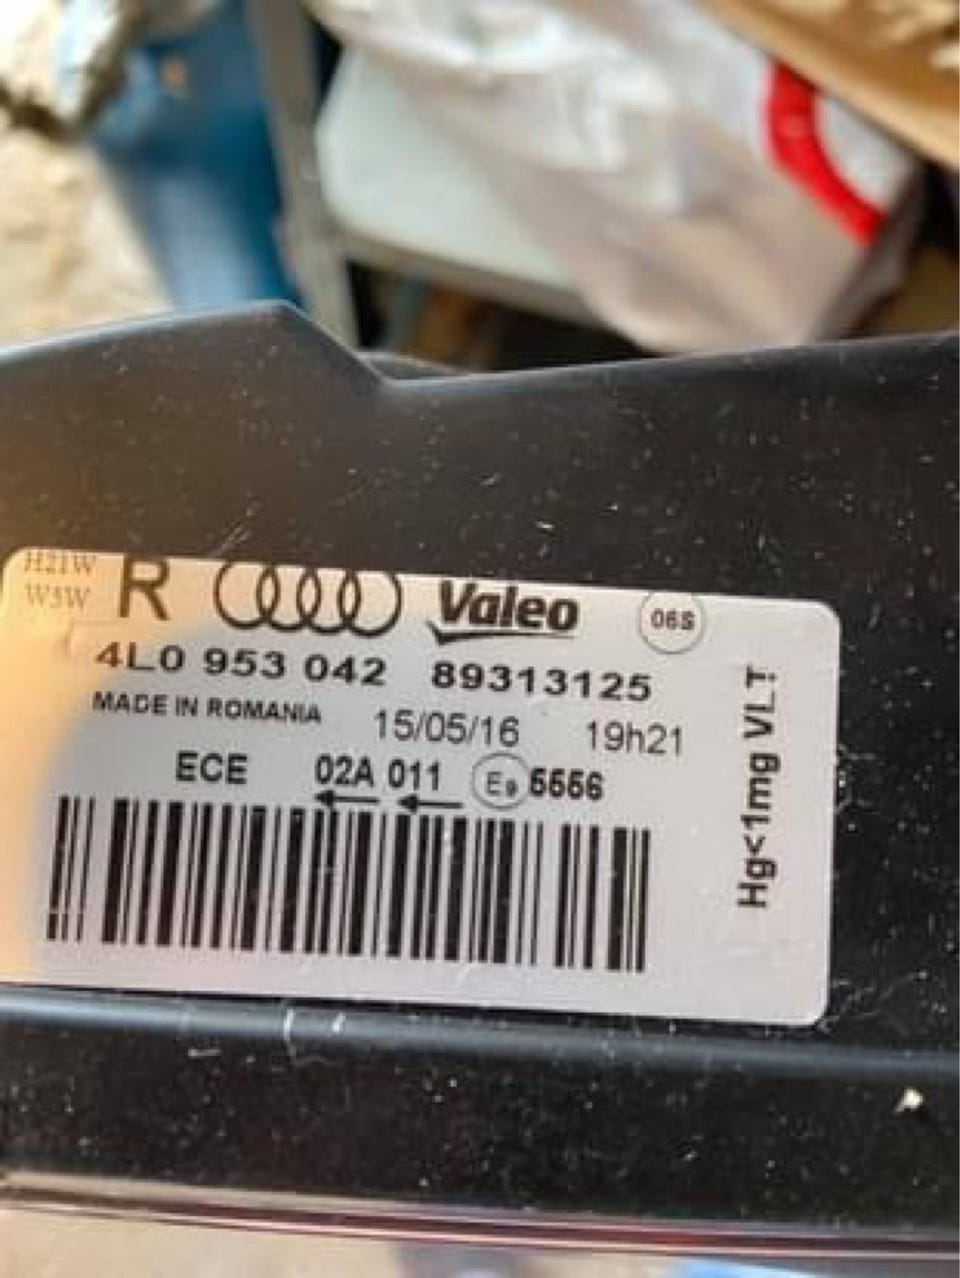 H21W
W5W
R Valeo 06S
4L0 953 042 89313125
MADE IN ROMANIA 15/05/16 19h21
ECE 02A 011 E9 5556
Hg<1mg VLT